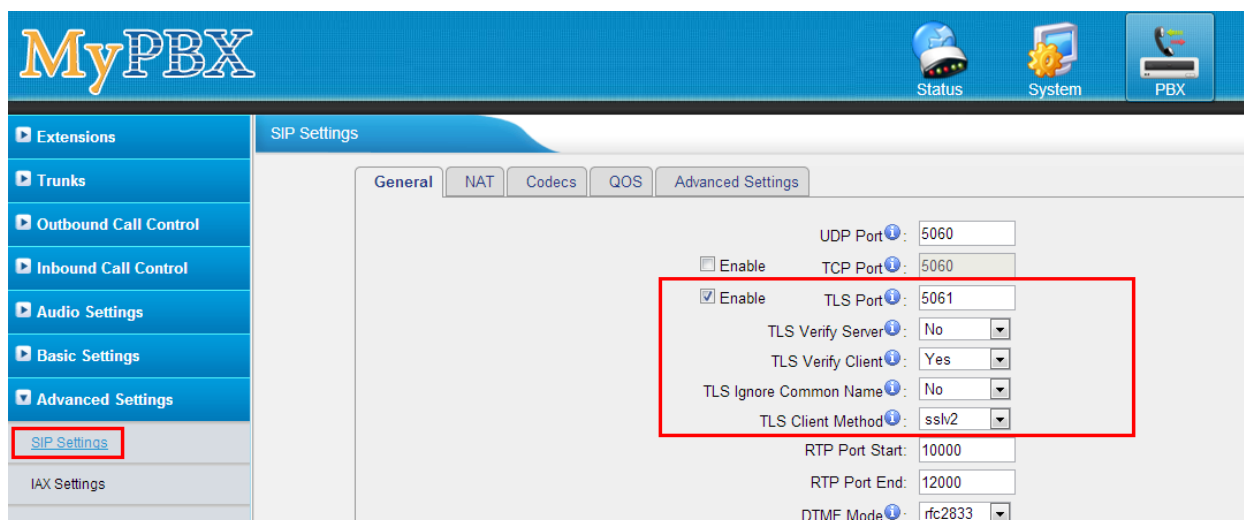 MyPBX
Status System PBX
Extensions
Trunks
Outbound Call Control
Inbound Call Control
Audio Settings
Basic Settings
Advanced Settings
SIP Settings
IAX Settings
SIP Settings
General NAT Codecs QOS Advanced Settings
UDP Port : 5060
Enable TCP Port : 5060
Enable TLS Port : 5061
TLS Verify Server : No
TLS Verify Client : Yes
TLS Ignore Common Name : No
TLS Client Method : sslv2
RTP Port Start: 10000
RTP Port End: 12000
DTMF Mode : rfc2833